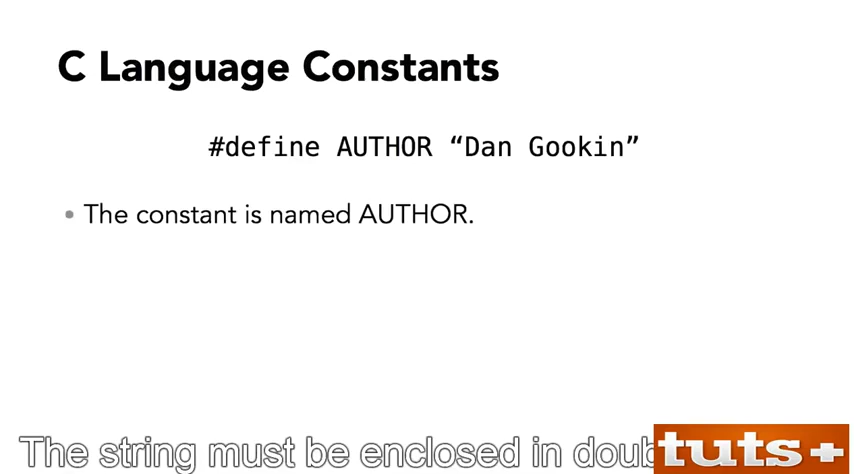 C Language Constants
#define AUTHOR “Dan Gookin”
• The constant is named AUTHOR.
The string must be enclosed in doub
tuts+